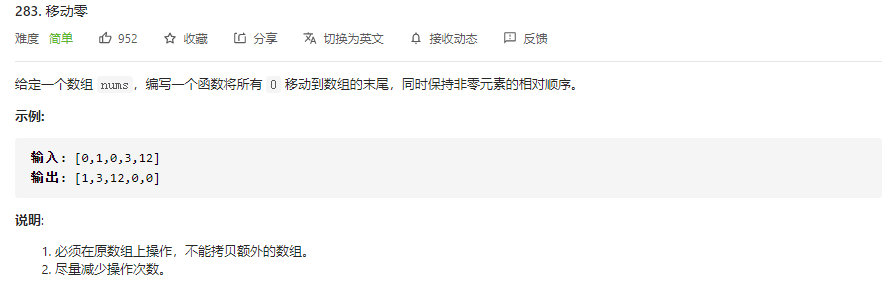 283. 移动零
难度 简单 952 收藏 分享 切换为英文 接收动态 反馈
给定一个数组 nums，编写一个函数将所有 0 移动到数组的末尾，同时保持非零元素的相对顺序。
示例:
输入: [0,1,0,3,12]
输出: [1,3,12,0,0]
说明:
1. 必须在原数组上操作，不能拷贝额外的数组。
2. 尽量减少操作次数。